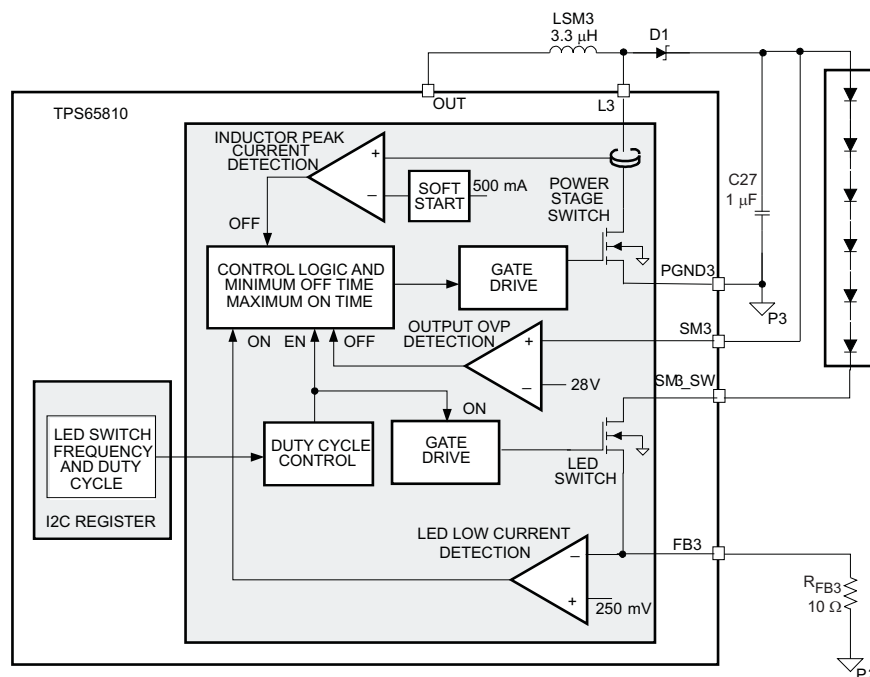 LSM3
3.3 μH
D1
OUT
L3
TPS65810
INDUCTOR PEAK
CURRENT
DETECTION
+
–
SOFT
START
500 mA
POWER
STAGE
SWITCH
C27
1 μF
OFF
CONTROL LOGIC AND
MINIMUM OFF TIME
MAXIMUM ON TIME
GATE
DRIVE
PGND3
P3
ON
EN
OFF
OUTPUT OVP
DETECTION
+
–
28V
SM3
SM3_SW
ON
LED SWITCH
FREQUENCY
AND DUTY
CYCLE
I2C REGISTER
DUTY CYCLE
CONTROL
GATE
DRIVE
LED
SWITCH
LED LOW CURRENT
DETECTION
–
+
250 mV
FB3
RFB3
10 Ω